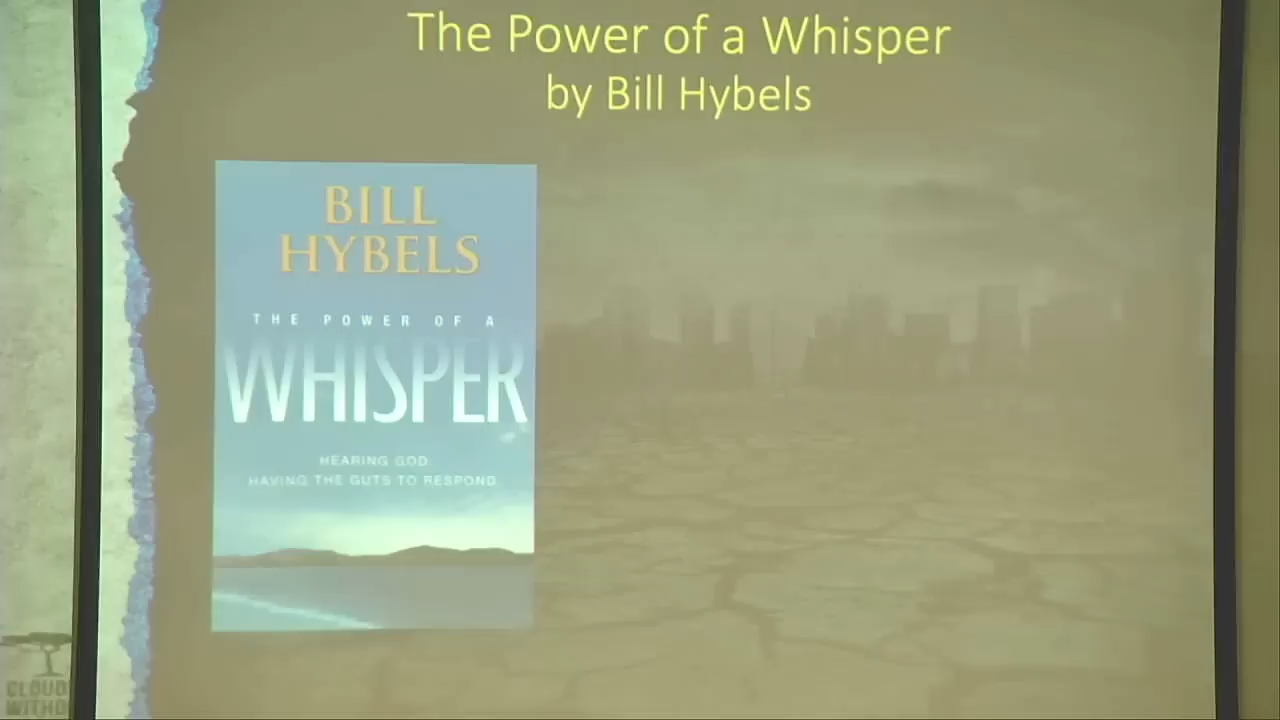 The Power of a Whisper
by Bill Hybels
BILL
HYBELS
THE POWER OF A
WHISPER
HEARING GOD.
HAVING THE GUTS TO RESPOND.
CLOUD
WITHO